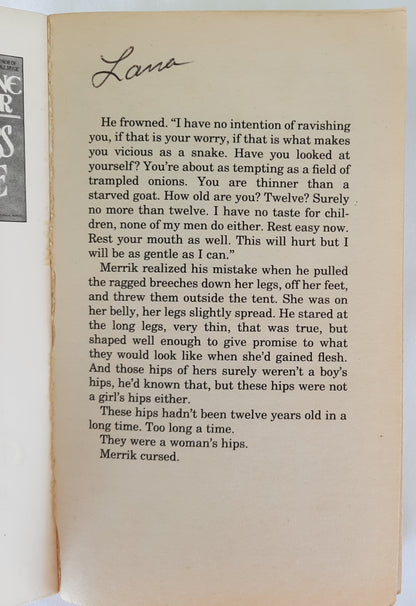 Lana
He frowned. “I have no intention of ravishing
you, if that is your worry, if that is what makes
you vicious as a snake. Have you looked at
yourself? You’re about as tempting as a field of
trampled onions. You are thinner than a
starved goat. How old are you? Twelve? Surely
no more than twelve. I have no taste for chil-
dren, none of my men do either. Rest easy now.
Rest your mouth as well. This will hurt but I
will be as gentle as I can.”
Merrik realized his mistake when he pulled
the ragged breeches down her legs, off her feet,
and threw them outside the tent. She was on
her belly, her legs slightly spread. He stared at
the long legs, very thin, that was true, but
shaped well enough to give promise to what
they would look like when she’d gained flesh.
And those hips of hers surely weren’t a boy’s
hips, he’d known that, but these hips were not
a girl’s hips either.
These hips hadn’t been twelve years old in a
long time. Too long a time.
They were a woman’s hips.
Merrik cursed.